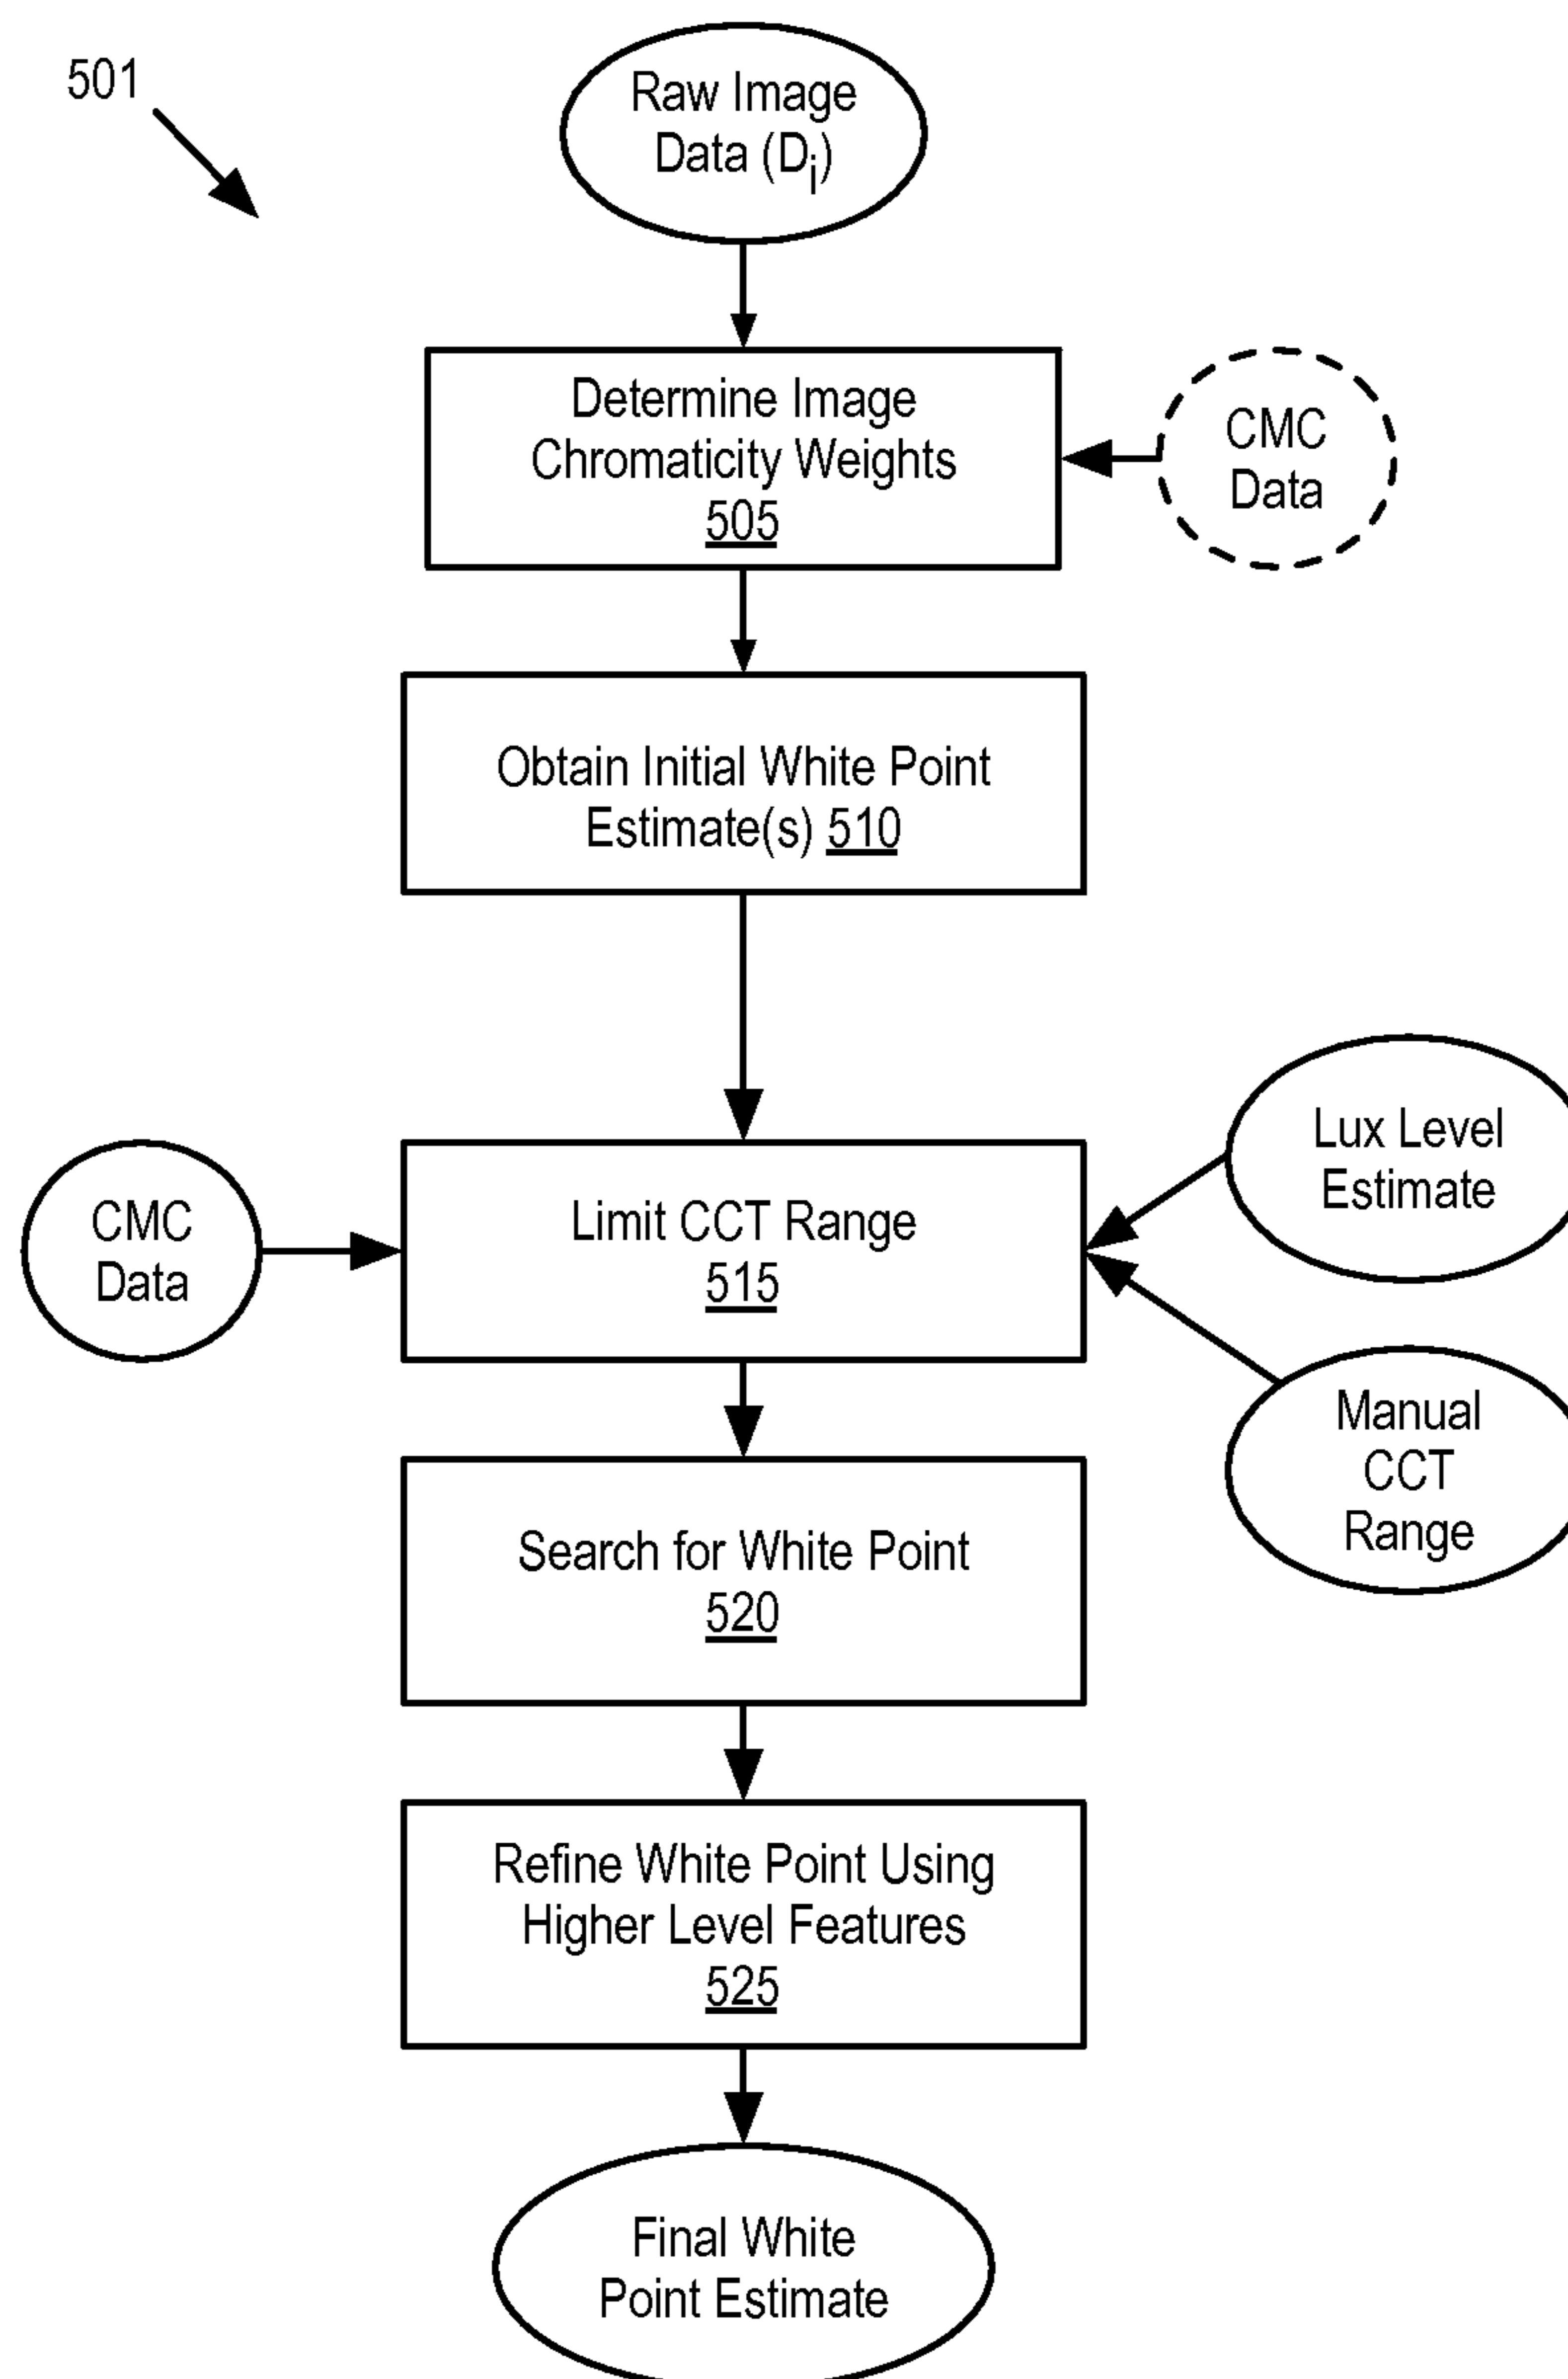 501
Raw Image
Data (Di)
Determine Image
Chromaticity Weights
505
CMC
Data
Obtain Initial White Point
Estimate(s) 510
Lux Level
Estimate
CMC
Data
Limit CCT Range
515
Manual
CCT
Range
Search for White Point
520
Refine White Point Using
Higher Level Features
525
Final White
Point Estimate